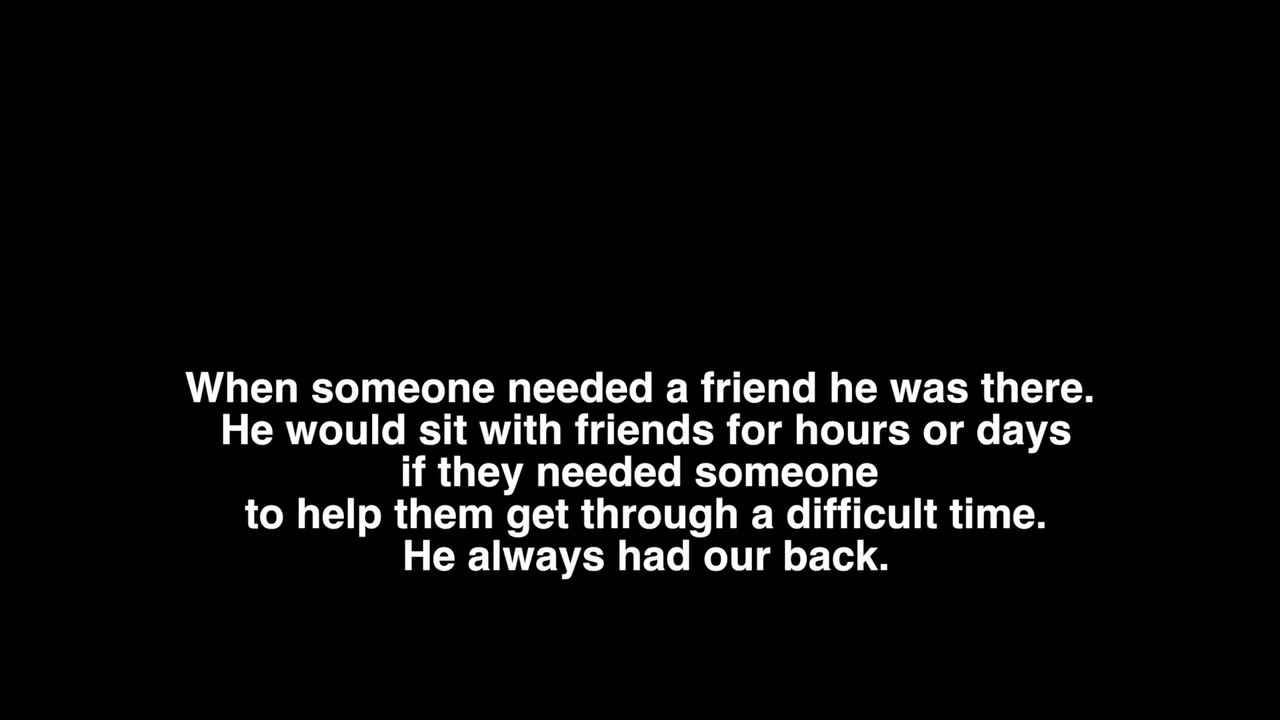 When someone needed a friend he was there.
He would sit with friends for hours or days
if they needed someone
to help them get through a difficult time.
He always had our back.